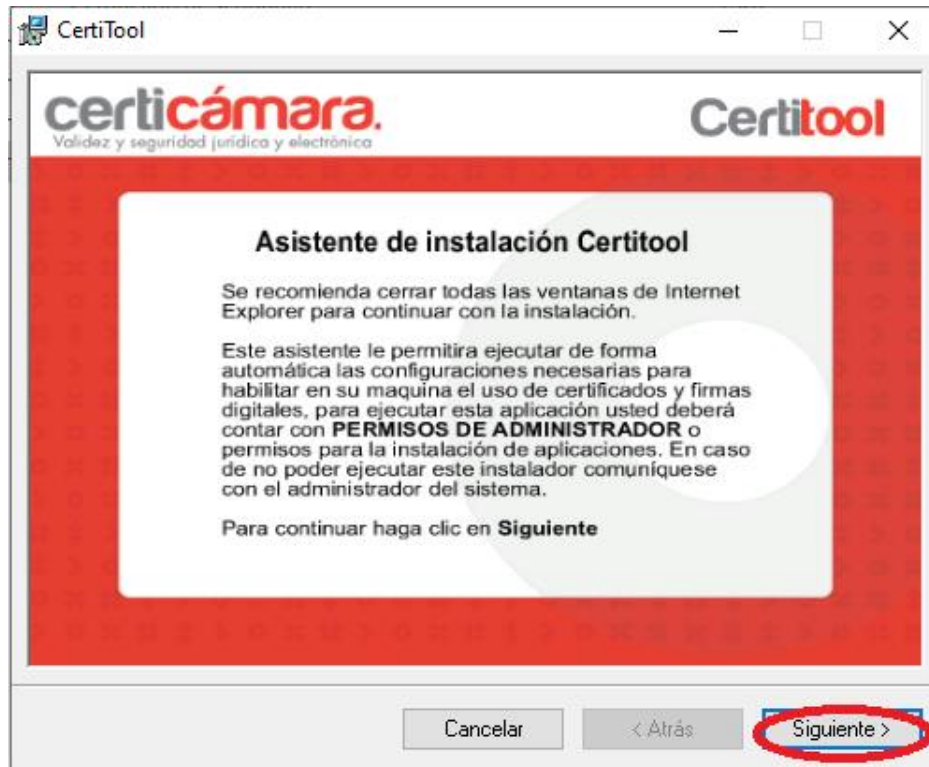 CertiTool
certicámara.
Validez y seguridad jurídica y electrónica
Certitool
Asistente de instalación Certitool
Se recomienda cerrar todas las ventanas de Internet
Explorer para continuar con la instalación.
Este asistente le permitira ejecutar de forma
automática las configuraciones necesarias para
habilitar en su maquina el uso de certificados y firmas
digitales, para ejecutar esta aplicación usted deberá
contar con PERMISOS DE ADMINISTRADOR o
permisos para la instalación de aplicaciones. En caso
de no poder ejecutar este instalador comuníquese
con el administrador del sistema.
Para continuar haga clic en Siguiente
Cancelar
< Atrás
Siguiente >